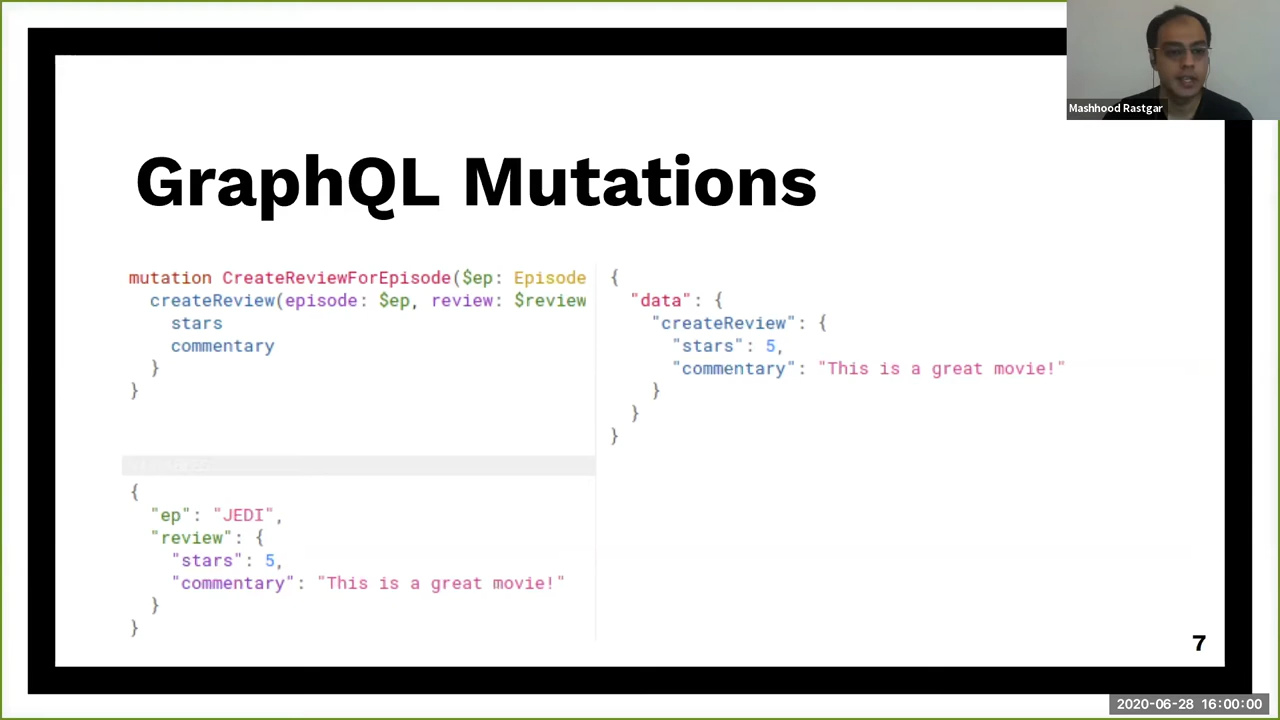 Mashhood Rastgar
GraphQL Mutations
mutation CreateReviewForEpisode($ep: Episode
createReview(episode: $ep, review: $review
stars
commentary
}
}
{
"ep": "JEDI",
"review": {
"stars": 5,
"commentary": "This is a great movie!"
}
}
{
"data": {
"createReview": {
"stars": 5,
"commentary": "This is a great movie!"
}
}
}
7
2020-06-28 16:00:00